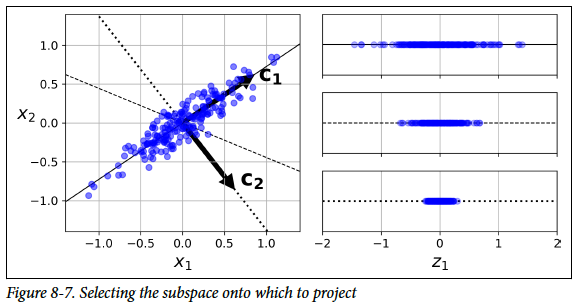 1.0
0.5
0.0
−0.5
−1.0
x₂
c₁
c₂
−1.0 −0.5 0.0 0.5 1.0
x₁
−2 −1 0 1 2
z₁
Figure 8-7. Selecting the subspace onto which to project